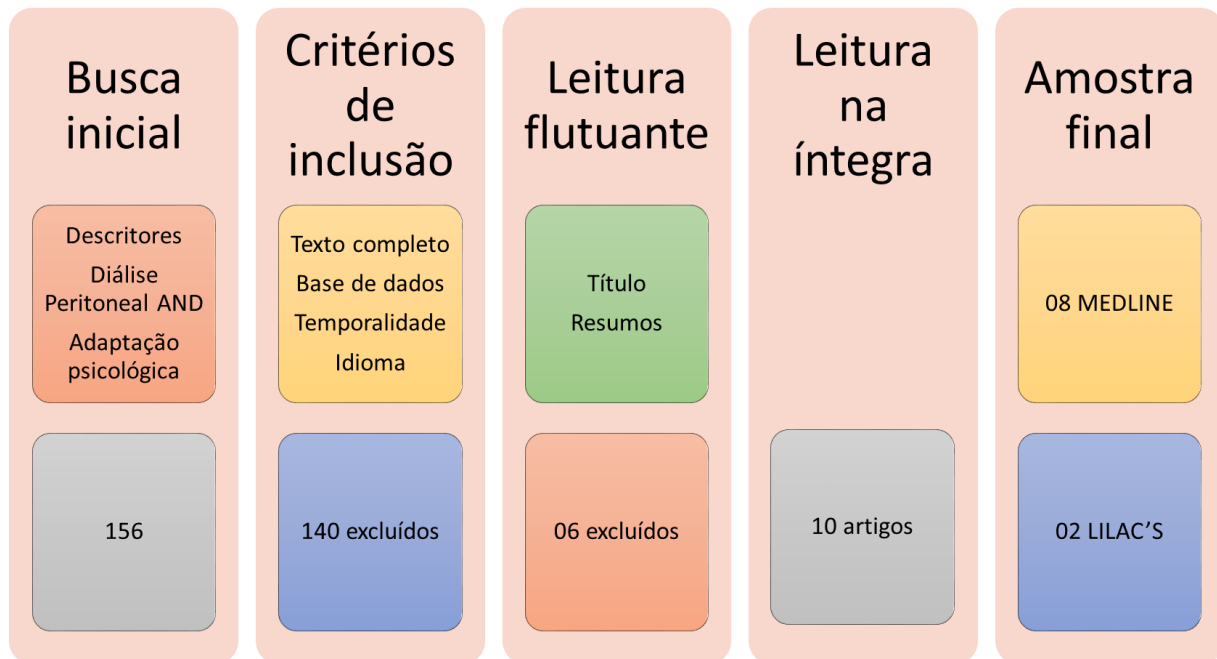 Busca
inicial
Descritores
Diálise
Peritoneal AND
Adaptação
psicológica
156
Critérios
de
inclusão
Texto completo
Base de dados
Temporalidade
Idioma
140 excluídos
Leitura
flutuante
Título
Resumos
06 excluídos
Leitura
na
íntegra
10 artigos
Amostra
final
08 MEDLINE
02 LILAC’S